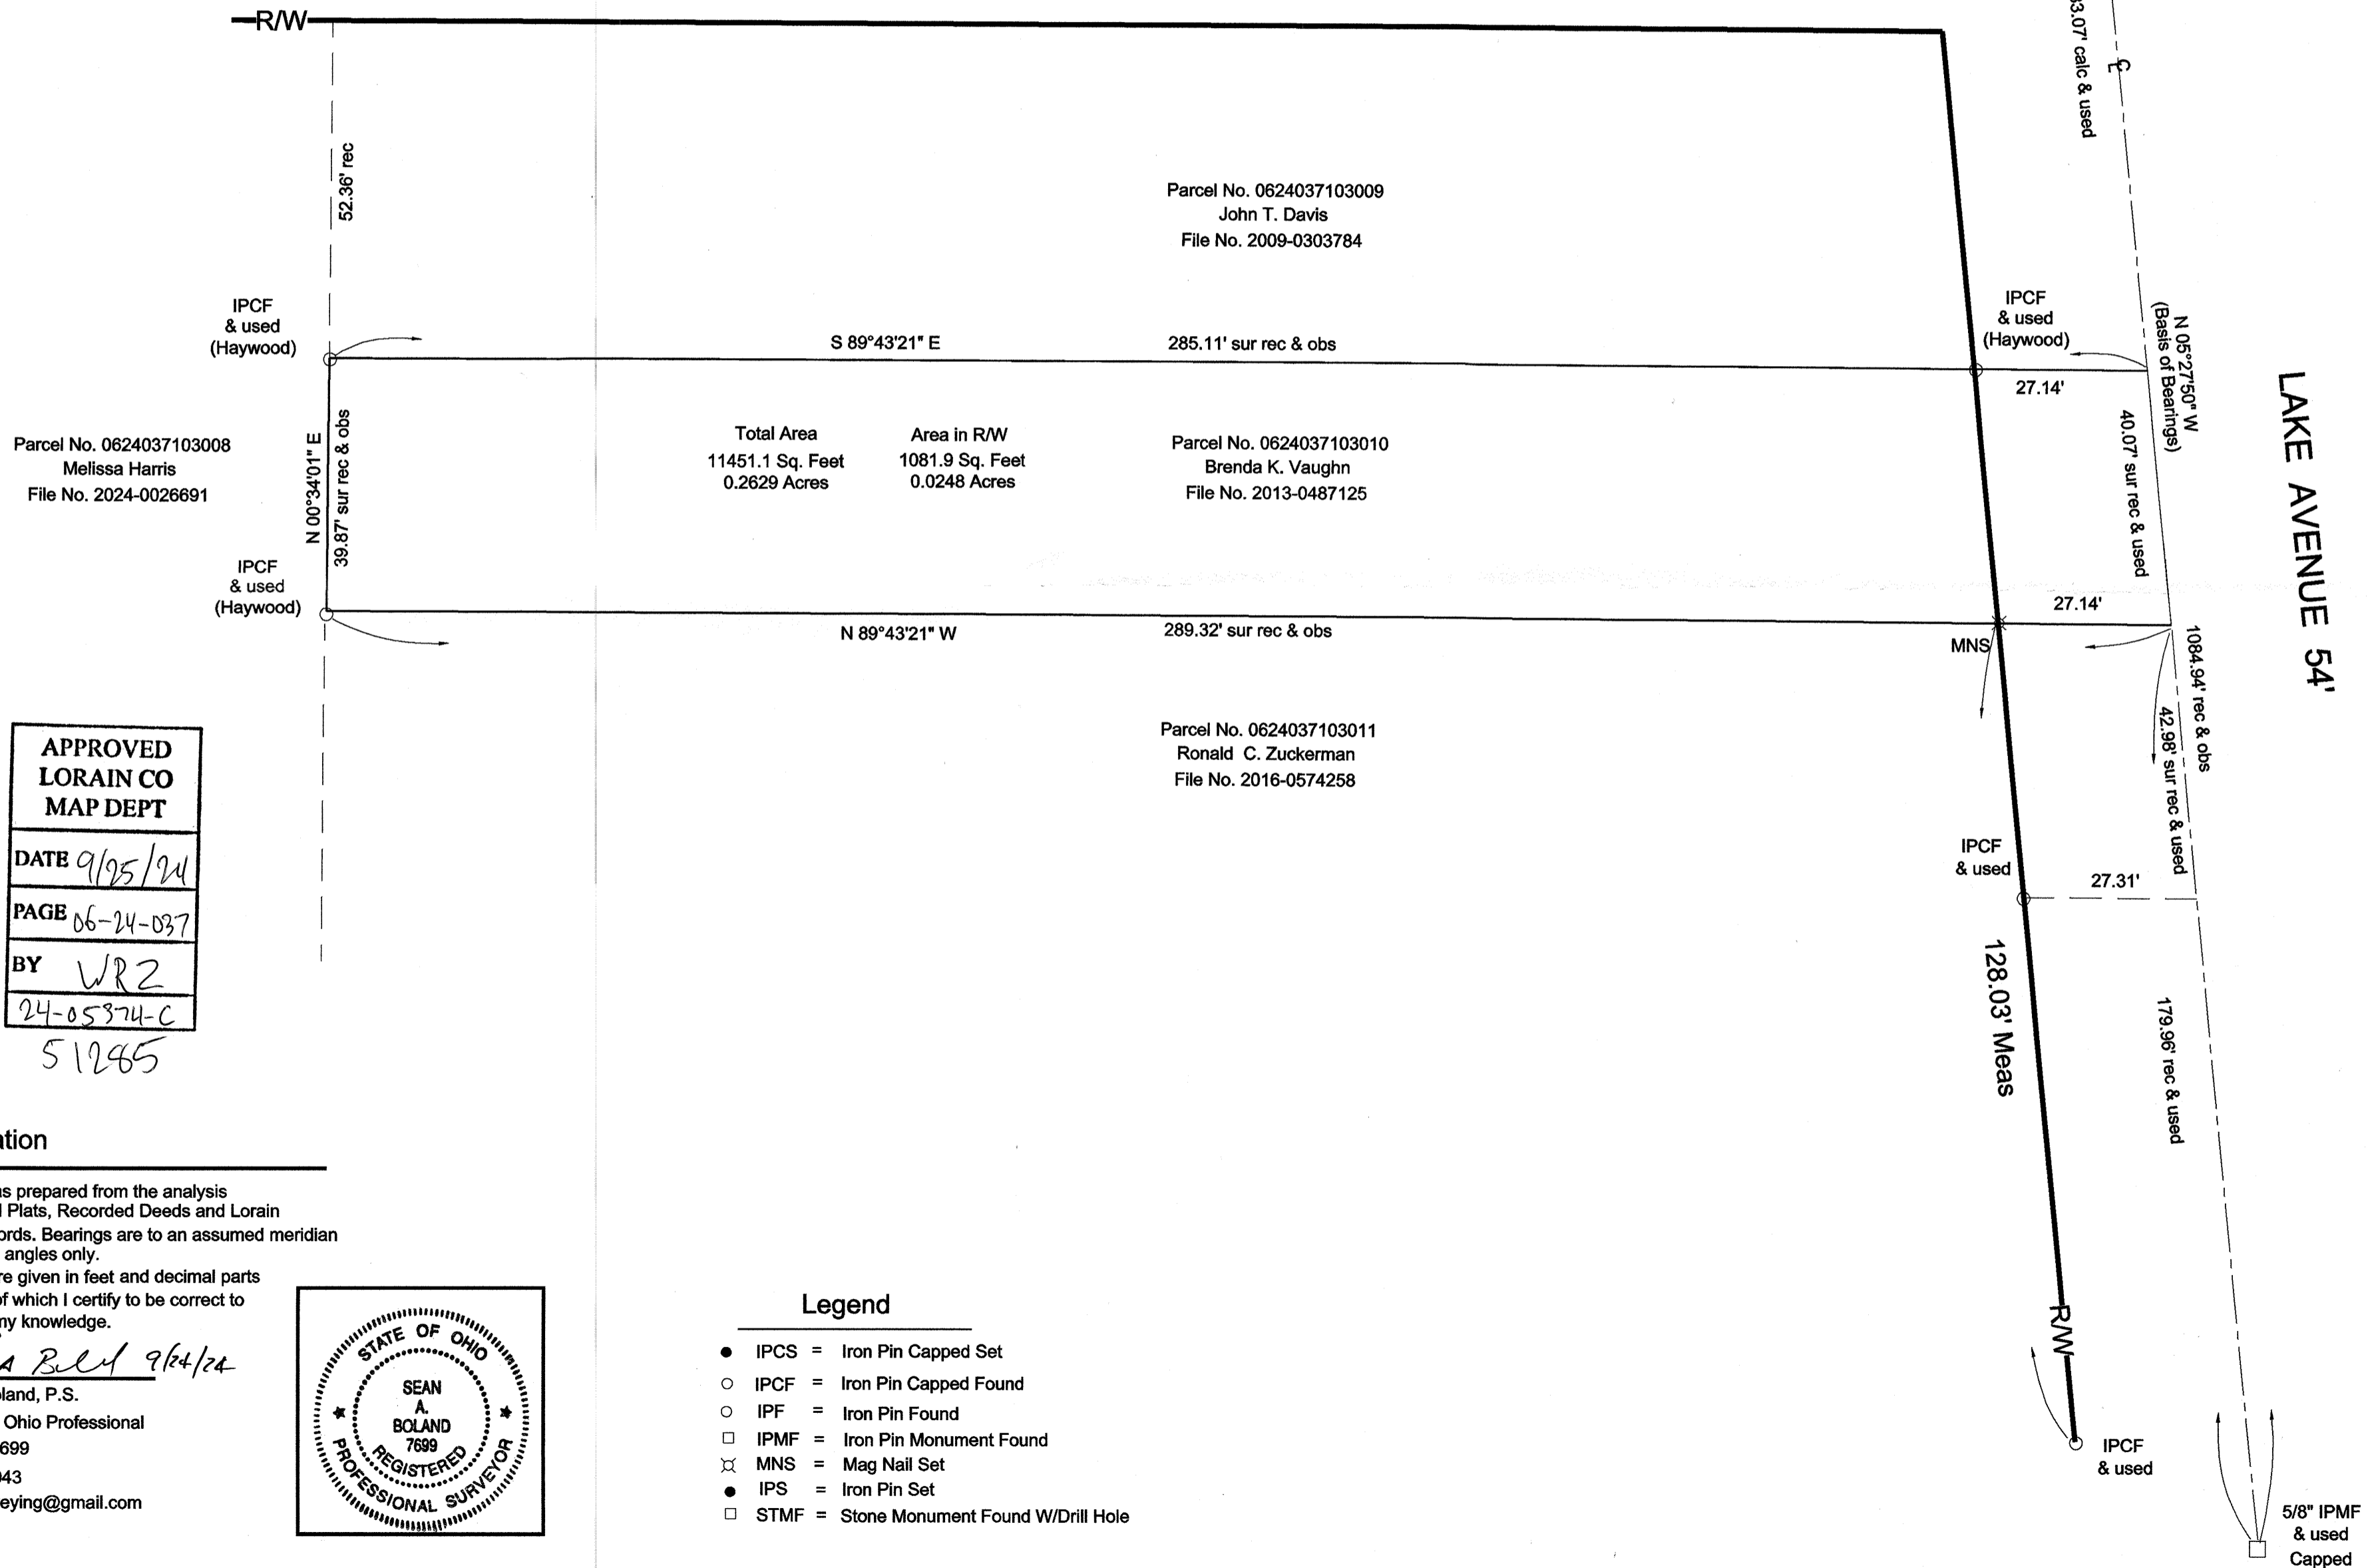 R/W
33.07' calc & used
CL
52.36' rec
Parcel No. 0624037103009
John T. Davis
File No. 2009-0303784
IPCF
& used
(Haywood)
S 89°43'21" E
285.11' sur rec & obs
IPCF
& used
(Haywood)
27.14'
N 05°27'50" W
(Basis of Bearings)
LAKE AVENUE 54'
Parcel No. 0624037103008
Melissa Harris
File No. 2024-0026691
N 00°34'01" E
39.87' sur rec & obs
Total Area
11451.1 Sq. Feet
0.2629 Acres
Area in R/W
1081.9 Sq. Feet
0.0248 Acres
Parcel No. 0624037103010
Brenda K. Vaughn
File No. 2013-0487125
40.07' sur rec & used
IPCF
& used
(Haywood)
N 89°43'21" W
289.32' sur rec & obs
27.14'
MNS
1084.94' rec & obs
42.98' sur rec & used
Parcel No. 0624037103011
Ronald C. Zuckerman
File No. 2016-0574258
APPROVED
LORAIN CO
MAP DEPT
DATE 9/25/24
PAGE 06-24-037
BY WRZ
24-05374-C
51285
IPCF
& used
27.31'
128.03' Meas
179.96' rec & used
R/W
IPCF
& used
5/8" IPMF
& used
Capped
ation
as prepared from the analysis
d Plats, Recorded Deeds and Lorain
ords. Bearings are to an assumed meridian
angles only.
re given in feet and decimal parts
of which I certify to be correct to
my knowledge.
9/24/24
land, P.S.
Ohio Professional
699
943
eying@gmail.com
STATE OF OHIO
SEAN
A.
BOLAND
7699
REGISTERED
PROFESSIONAL SURVEYOR
Legend
IPCS = Iron Pin Capped Set
IPCF = Iron Pin Capped Found
IPF = Iron Pin Found
IPMF = Iron Pin Monument Found
MNS = Mag Nail Set
IPS = Iron Pin Set
STMF = Stone Monument Found W/Drill Hole